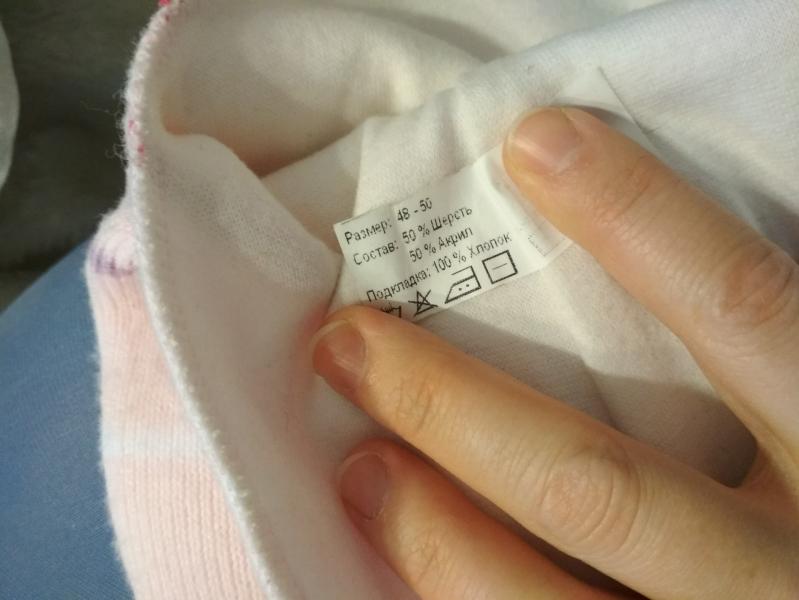 Размер: 48 - 50
Состав: 50 % Шерсть
50 % Акрил
Подкладка: 100 % Хлопок